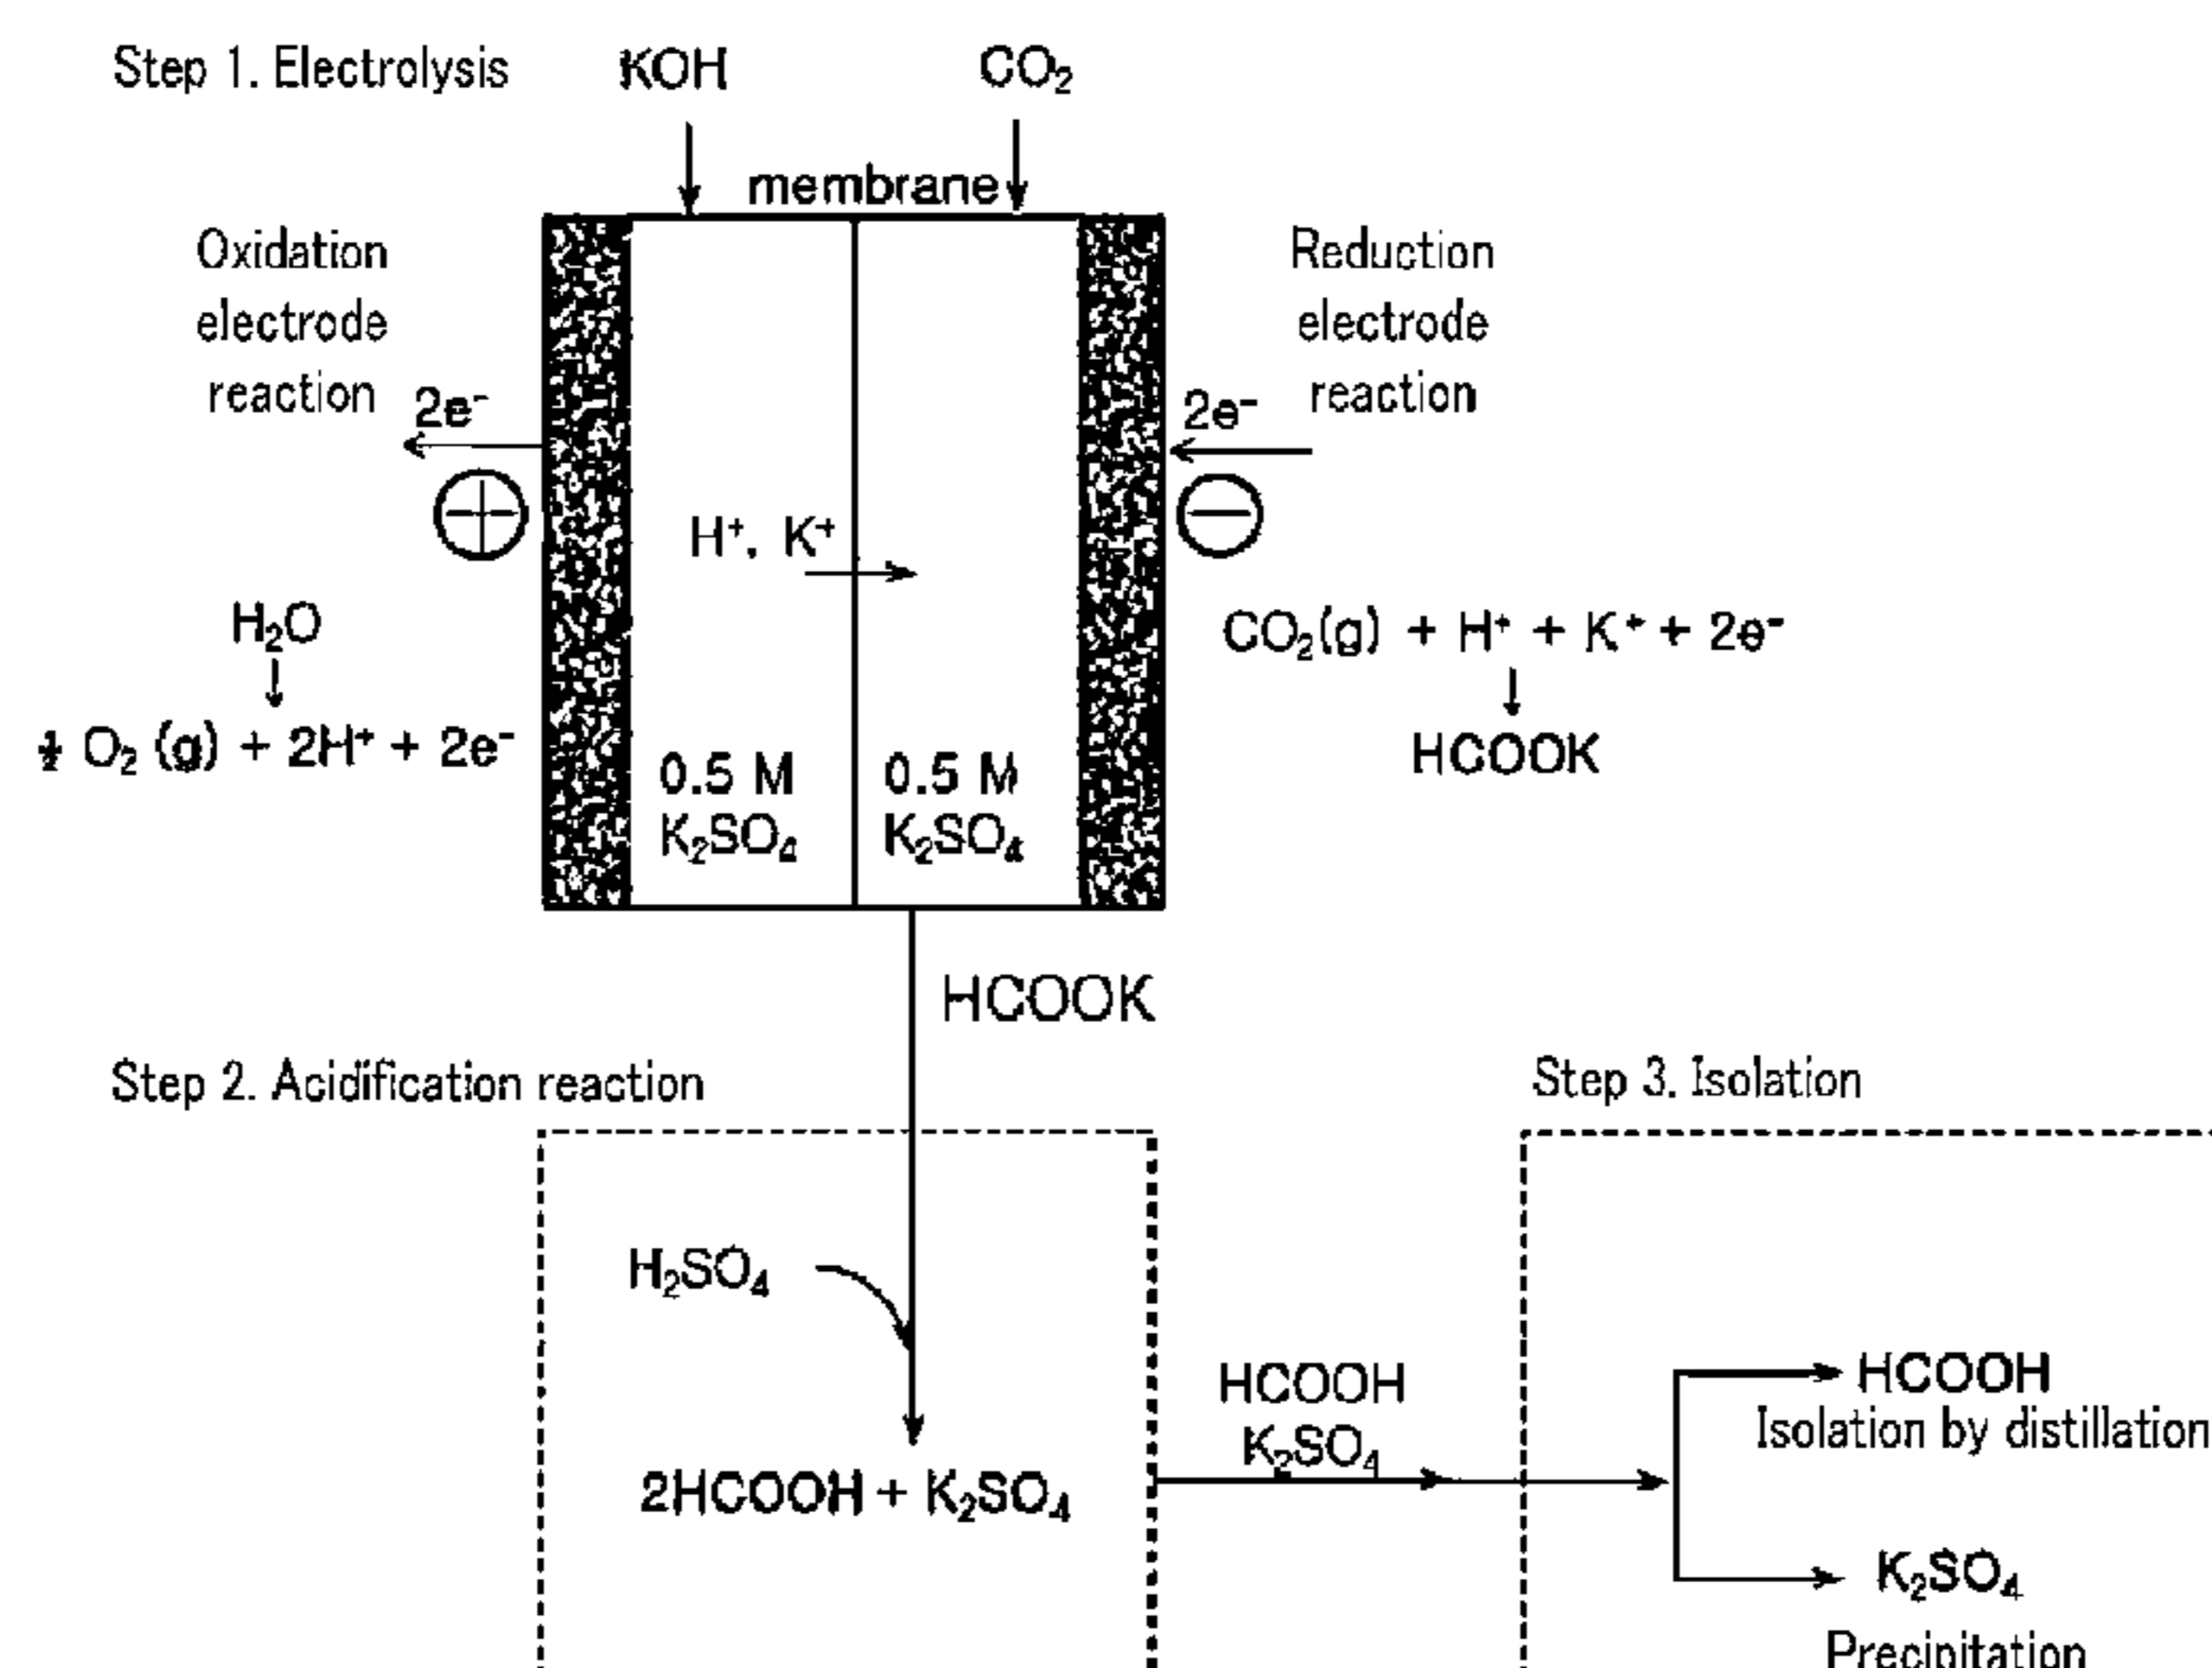 Step 1. Electrolysis
KOH
CO₂
membrane
Oxidation
electrode
reaction
Reduction
electrode
reaction
2e⁻
2e⁻
+
−
H⁺, K⁺
H₂O
½ O₂ (g) + 2H⁺ + 2e⁻
CO₂(g) + H⁺ + K⁺ + 2e⁻
HCOOK
0.5 M
K₂SO₄
0.5 M
K₂SO₄
HCOOK
Step 2. Acidification reaction
Step 3. Isolation
H₂SO₄
2HCOOH + K₂SO₄
HCOOH
K₂SO₄
HCOOH
Isolation by distillation
K₂SO₄
Precipitation